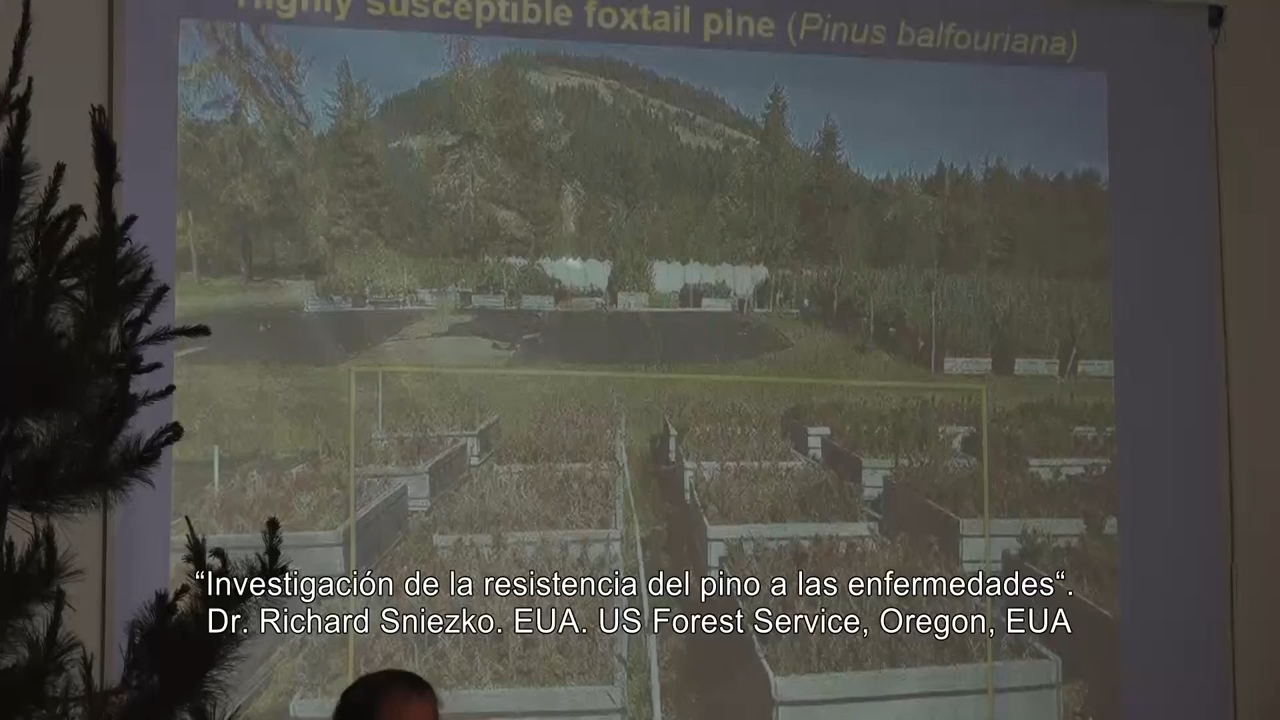 Highly susceptible foxtail pine (Pinus balfouriana)
“Investigación de la resistencia del pino a las enfermedades“.
Dr. Richard Sniezko. EUA. US Forest Service, Oregon, EUA